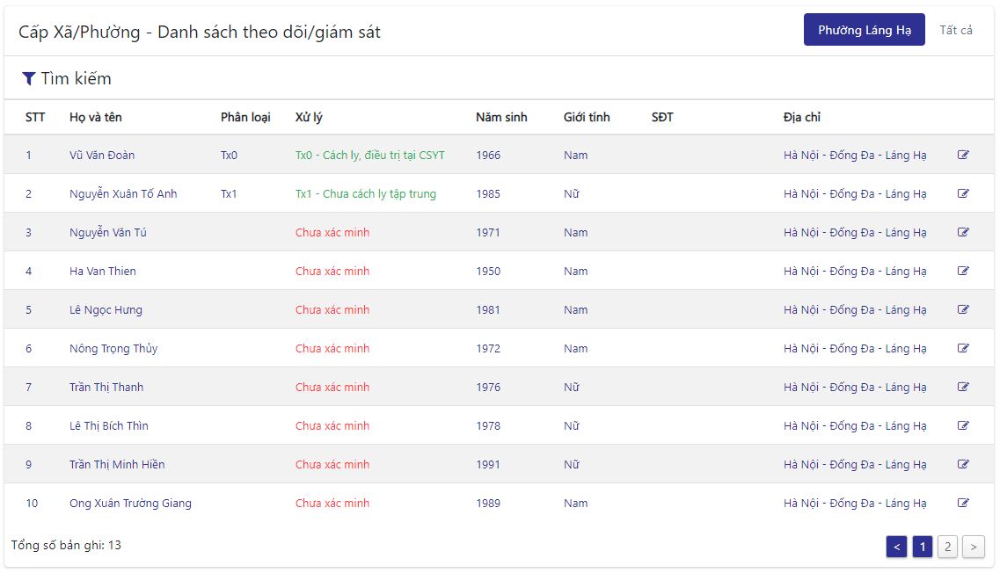 Cấp Xã/Phường - Danh sách theo dõi/giám sát Phường Láng Hạ Tất cả
Tìm kiếm
STT Họ và tên Phân loại Xử lý Năm sinh Giới tính SĐT Địa chỉ
1 Vũ Văn Đoàn Tx0 Tx0 - Cách ly, điều trị tại CSYT 1966 Nam Hà Nội - Đống Đa - Láng Hạ
2 Nguyễn Xuân Tố Anh Tx1 Tx1 - Chưa cách ly tập trung 1985 Nữ Hà Nội - Đống Đa - Láng Hạ
3 Nguyễn Văn Tú Chưa xác minh 1971 Nam Hà Nội - Đống Đa - Láng Hạ
4 Ha Van Thien Chưa xác minh 1950 Nam Hà Nội - Đống Đa - Láng Hạ
5 Lê Ngọc Hưng Chưa xác minh 1981 Nam Hà Nội - Đống Đa - Láng Hạ
6 Nông Trọng Thủy Chưa xác minh 1972 Nam Hà Nội - Đống Đa - Láng Hạ
7 Trần Thị Thanh Chưa xác minh 1976 Nữ Hà Nội - Đống Đa - Láng Hạ
8 Lê Thị Bích Thìn Chưa xác minh 1978 Nữ Hà Nội - Đống Đa - Láng Hạ
9 Trần Thị Minh Hiền Chưa xác minh 1991 Nữ Hà Nội - Đống Đa - Láng Hạ
10 Ong Xuân Trường Giang Chưa xác minh 1989 Nam Hà Nội - Đống Đa - Láng Hạ
Tổng số bản ghi: 13 < 1 2 >